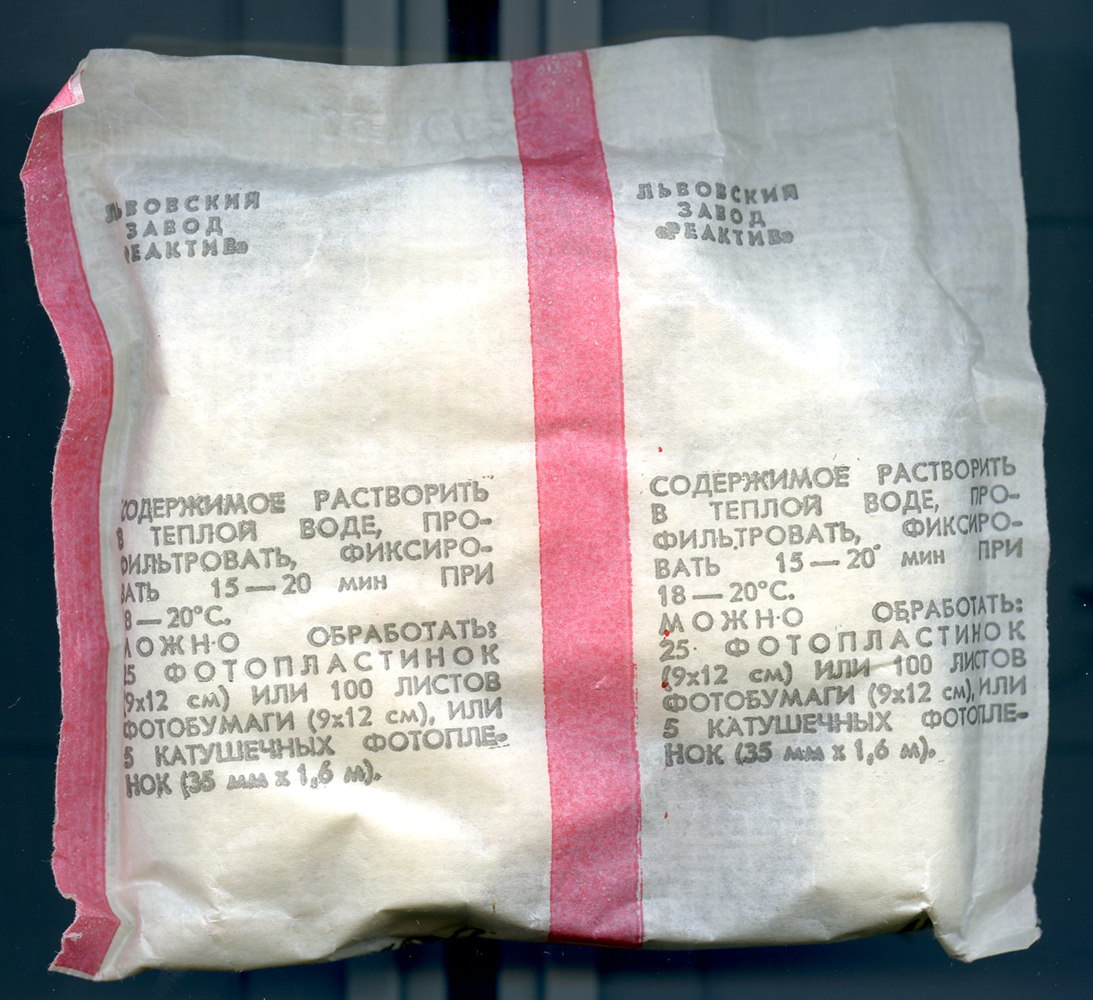 ЛЬВОВСКИЙ
ЗАВОД
РЕАКТИВ»
СОДЕРЖИМОЕ РАСТВОРИТЬ
В ТЕПЛОЙ ВОДЕ, ПРО-
ФИЛЬТРОВАТЬ, ФИКСИРО-
ВАТЬ 15—20 мин ПРИ
8—20°С.
МОЖНО ОБРАБОТАТЬ:
25 ФОТОПЛАСТИНОК
(9х12 см) ИЛИ 100 ЛИСТОВ
ФОТОБУМАГИ (9х12 см), ИЛИ
5 КАТУШЕЧНЫХ ФОТОПЛЕ-
НОК (35 мм х 1,6 м).
ЛЬВОВСКИЙ
ЗАВОД
«РЕАКТИВ»
СОДЕРЖИМОЕ РАСТВОРИТЬ
В ТЕПЛОЙ ВОДЕ, ПРО-
ФИЛЬТРОВАТЬ, ФИКСИРО-
ВАТЬ 15—20 мин ПРИ
18—20°С.
МОЖНО ОБРАБОТАТЬ:
25 ФОТОПЛАСТИНОК
(9х12 см) ИЛИ 100 ЛИСТОВ
ФОТОБУМАГИ (9х12 см), ИЛИ
5 КАТУШЕЧНЫХ ФОТОПЛЕ-
НОК (35 мм х 1,6 м).